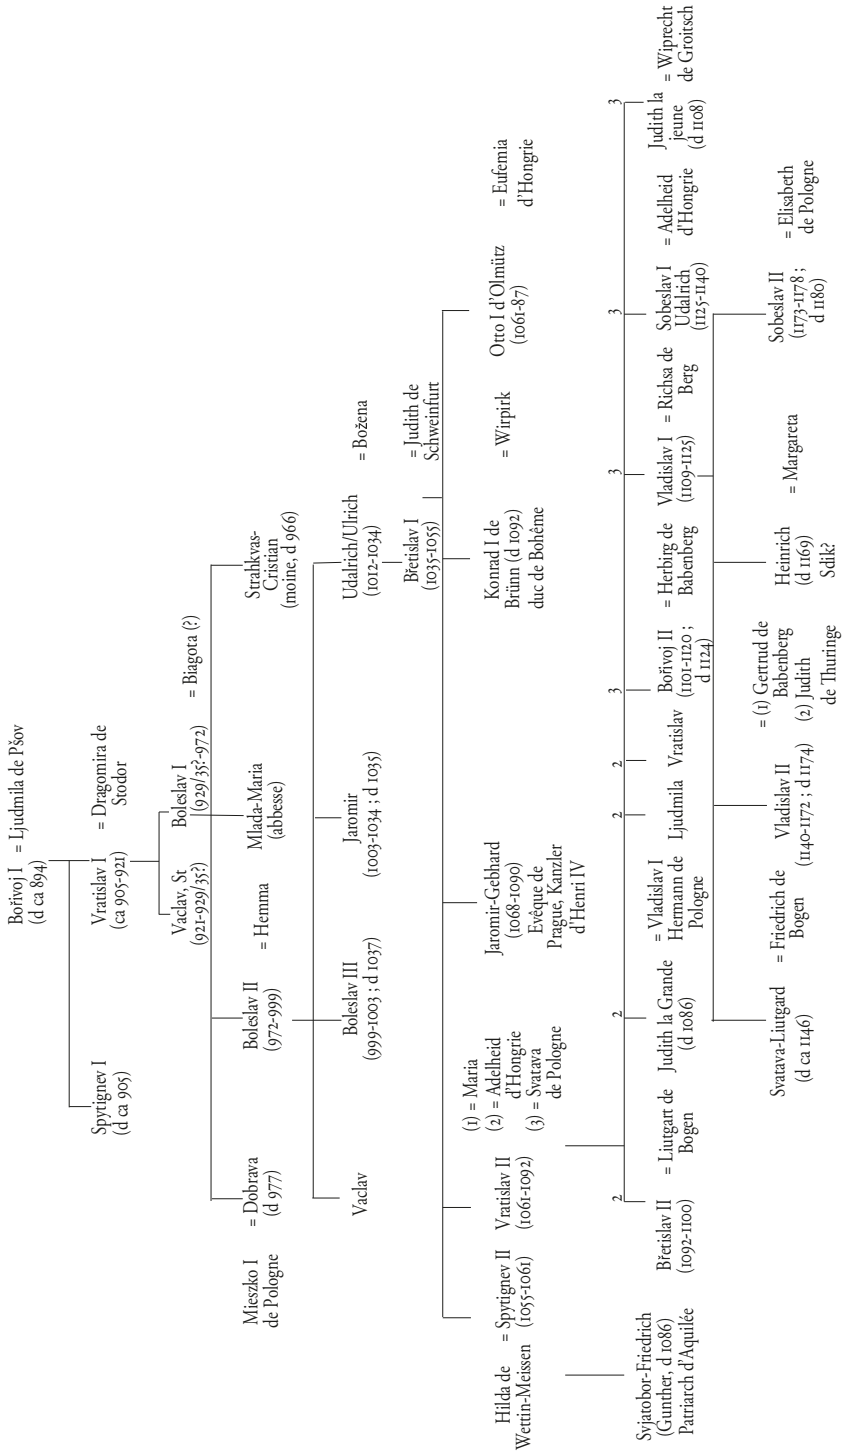 Bořivoj I
(d ca 894)
= Ljudmila de Pšov
Spytignev I
(d ca 905)
Vratislav I
(ca 905-921)
= Dragomira de
Stodor
Vaclav, St
(921-929/35?)
Boleslav I
(929/35?-972)
= Biagota (?)
Mieszko I
de Pologne
= Dobrava
(d 977)
Boleslav II
(972-999)
= Hemma
Mlada-Maria
(abbesse)
Strahkvas-
Cristian
(moine, d 966)
Vaclav
Boleslav III
(999-1003 ; d 1037)
Jaromir
(1003-1034 ; d 1035)
Udalrich/Ulrich
(1012-1034)
= Božena
Břetislav I
(1035-1055)
= Judith de
Schweinfurt
Hilda de
Wettin-Meissen
= Spytignev II
(1055-1061)
Vratislav II
(1061-1092)
(1) = Maria
(2) = Adelheid
d'Hongrie
(3) = Svatava
de Pologne
Jaromir-Gebhard
(1068-1090)
Evêque de
Prague, Kanzler
d'Henri IV
Konrad I de
Brünn (d 1092)
duc de Bohême
= Wirpirk
Otto I d'Olmütz
(1061-87)
= Eufemia
d'Hongrie
Svjatobor-Friedrich
(Gunther, d 1086)
Patriarch d'Aquilée
2
Břetislav II
(1092-1100)
= Liutgart de
Bogen
2
Judith la Grande
(d 1086)
= Vladislav I
Hermann de
Pologne
2
Ljudmila
2
Vratislav
3
Bořivoj II
(1101-1120 ;
d 1124)
= Herbirg de
Babenberg
3
Vladislav I
(1109-1125)
= Richsa de
Berg
3
Sobeslav I
Udalrich
(1125-1140)
= Adelheid
d'Hongrie
3
Judith la
jeune
(d 1108)
= Wiprecht
de Groitsch
Svatava-Liutgard
(d ca 1146)
= Friedrich de
Bogen
Vladislav II
(1140-1172 ; d 1174)
= (1) Gertrud de
Babenberg
(2) Judith
de Thuringe
Heinrich
(d 1169)
Sdik?
= Margareta
Sobeslav II
(1173-1178 ;
d 1180)
= Elisabeth
de Pologne